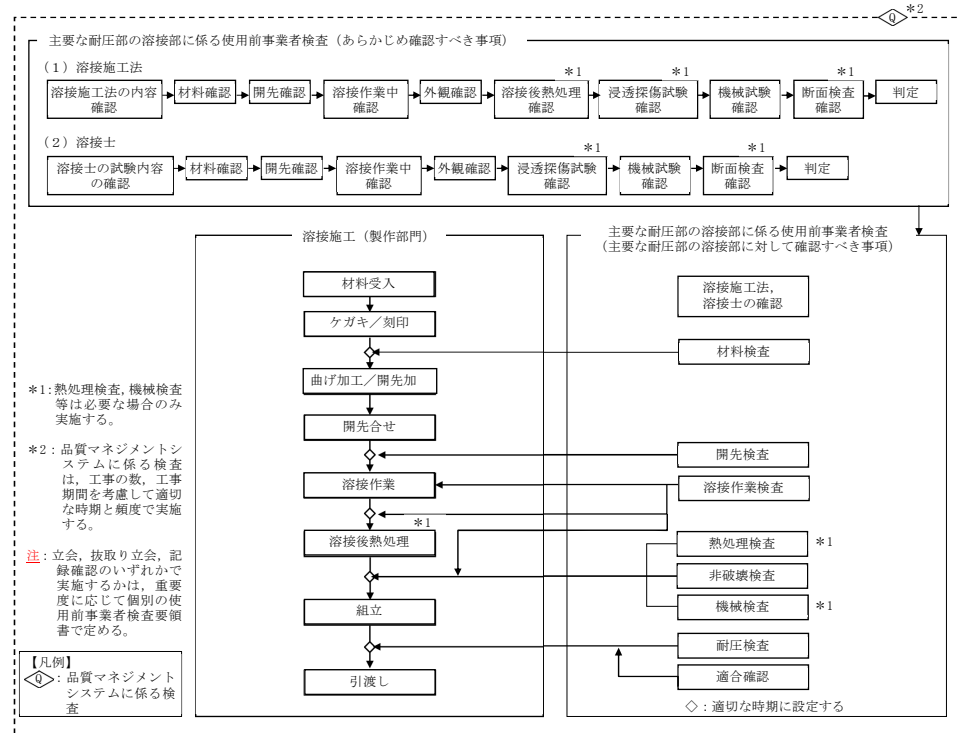 Q *2
主要な耐圧部の溶接部に係る使用前事業者検査（あらかじめ確認すべき事項）
（1）溶接施工法
*1 *1 *1
溶接施工法の内容
確認
材料確認
開先確認
溶接作業中
確認
外観確認
溶接後熱処理
確認
浸透探傷試験
確認
機械試験
確認
断面検査
確認
判定
（2）溶接士
*1 *1
溶接士の試験内容
の確認
材料確認
開先確認
溶接作業中
確認
外観確認
浸透探傷試験
確認
機械試験
確認
断面検査
確認
判定
溶接施工（製作部門）
材料受入
ケガキ／刻印
曲げ加工／開先加
開先合せ
溶接作業
*1
溶接後熱処理
組立
引渡し
主要な耐圧部の溶接部に係る使用前事業者検査
（主要な耐圧部の溶接部に対して確認すべき事項）
溶接施工法，
溶接士の確認
材料検査
開先検査
溶接作業検査
熱処理検査 *1
非破壊検査
機械検査 *1
耐圧検査
適合確認
◇：適切な時期に設定する
*1：熱処理検査，機械検査
等は必要な場合のみ
実施する。
*2：品質マネジメントシ
ステムに係る検査
は，工事の数，工事
期間を考慮して適切
な時期と頻度で実施
する。
注：立会，抜取り立会，記
録確認のいずれかで
実施するかは，重要
度に応じて個別の使
用前事業者検査要領
書で定める。
【凡例】
Q：品質マネジメント
システムに係る検
査